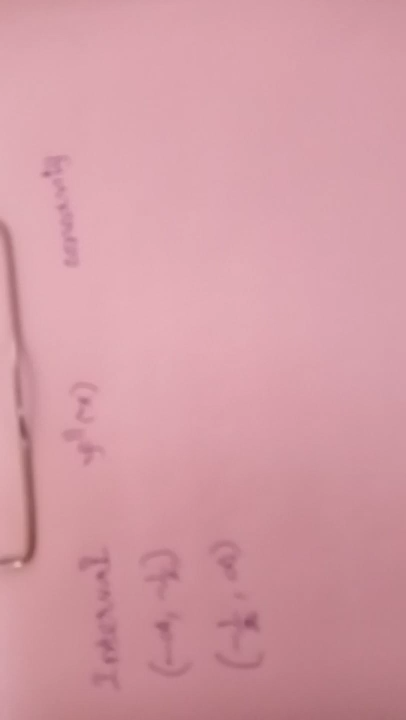 Interval f''(x) concavity
(-∞, -1/2)
(-1/2, ∞)